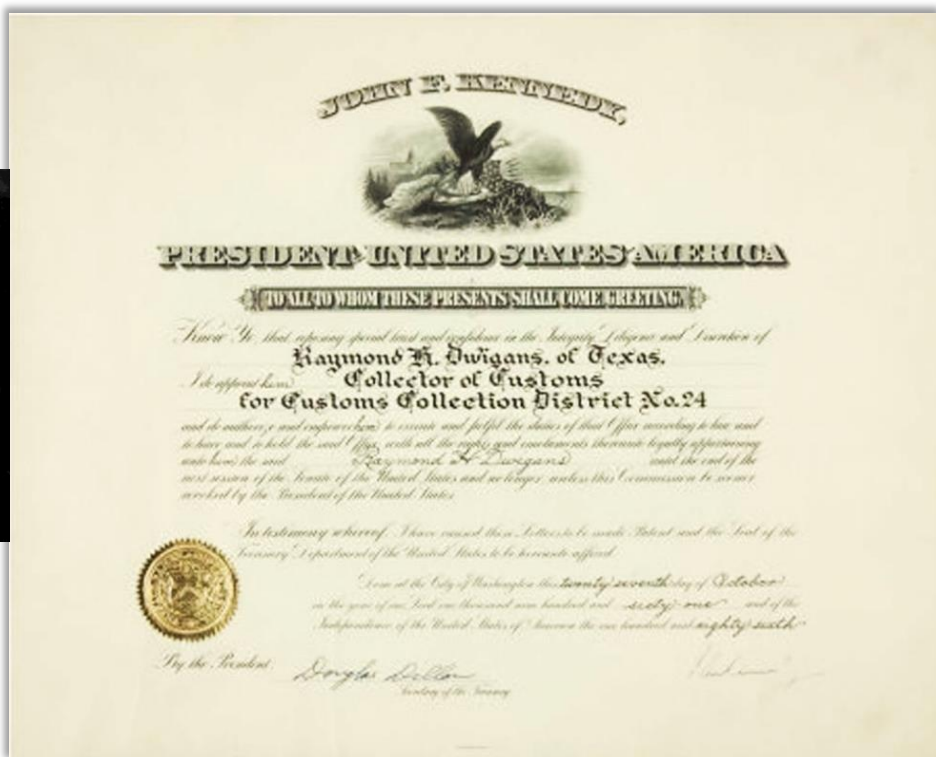 JOHN F. KENNEDY,
PRESIDENT OF UNITED STATES OF AMERICA
TO ALL TO WHOM THESE PRESENTS SHALL COME, GREETING:
Know Ye, that reposing special trust and confidence in the Integrity, Diligence and Discretion of
Raymond H. Dwigans, of Texas,
I do appoint him Collector of Customs
for Customs Collection District No. 24
and do authorize and empower him to execute and fulfil the duties of that Office according to law and
to have and to hold the said Office with all the rights and emoluments thereunto legally appertaining
unto him the said Raymond H Dwigans until the end of the
next session of the Senate of the United States and no longer, unless this Commission be sooner
revoked by the President of the United States
In testimony whereof, I have caused these Letters to be made Patent and the Seal of the
Treasury Department of the United States to be hereunto affixed
Done at the City of Washington this twenty seventh day of October
in the year of our Lord one thousand nine hundred and sixty one and of the
Independence of the United States of America the one hundred and eighty sixth
By the President:
Douglas Dillon
Secretary of the Treasury